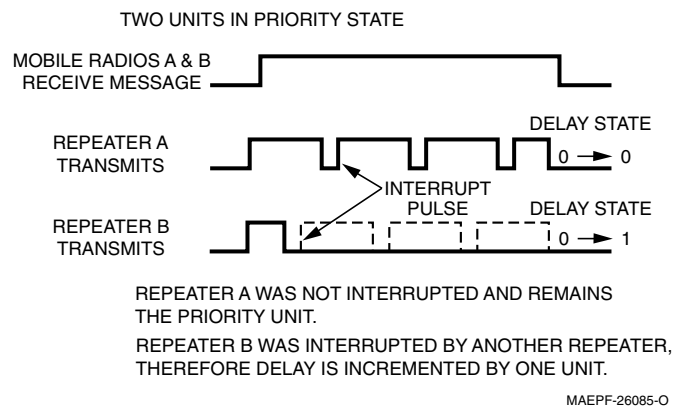 TWO UNITS IN PRIORITY STATE
MOBILE RADIOS A & B
RECEIVE MESSAGE
REPEATER A
TRANSMITS
DELAY STATE
0 → 0
INTERRUPT
PULSE
REPEATER B
TRANSMITS
DELAY STATE
0 → 1
REPEATER A WAS NOT INTERRUPTED AND REMAINS
THE PRIORITY UNIT.
REPEATER B WAS INTERRUPTED BY ANOTHER REPEATER,
THEREFORE DELAY IS INCREMENTED BY ONE UNIT.
MAEPF-26085-O